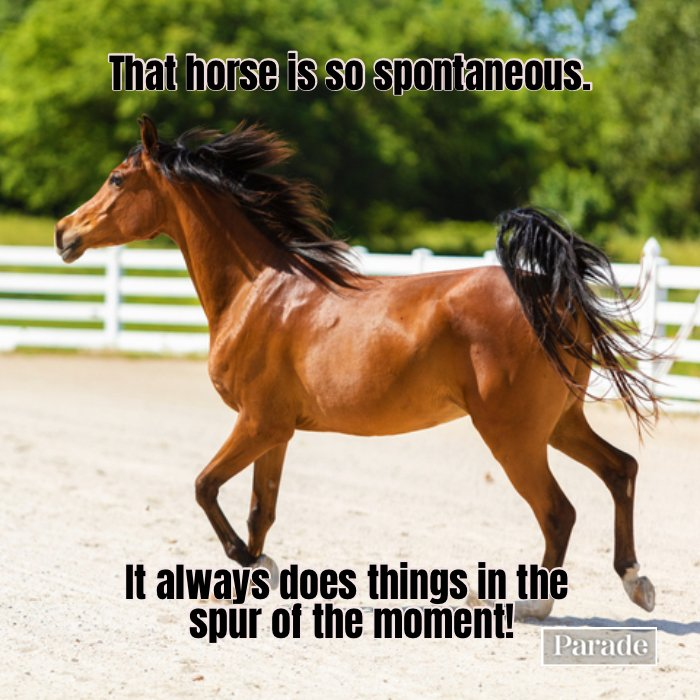 That horse is so spontaneous.
It always does things in the
spur of the moment!
Parade